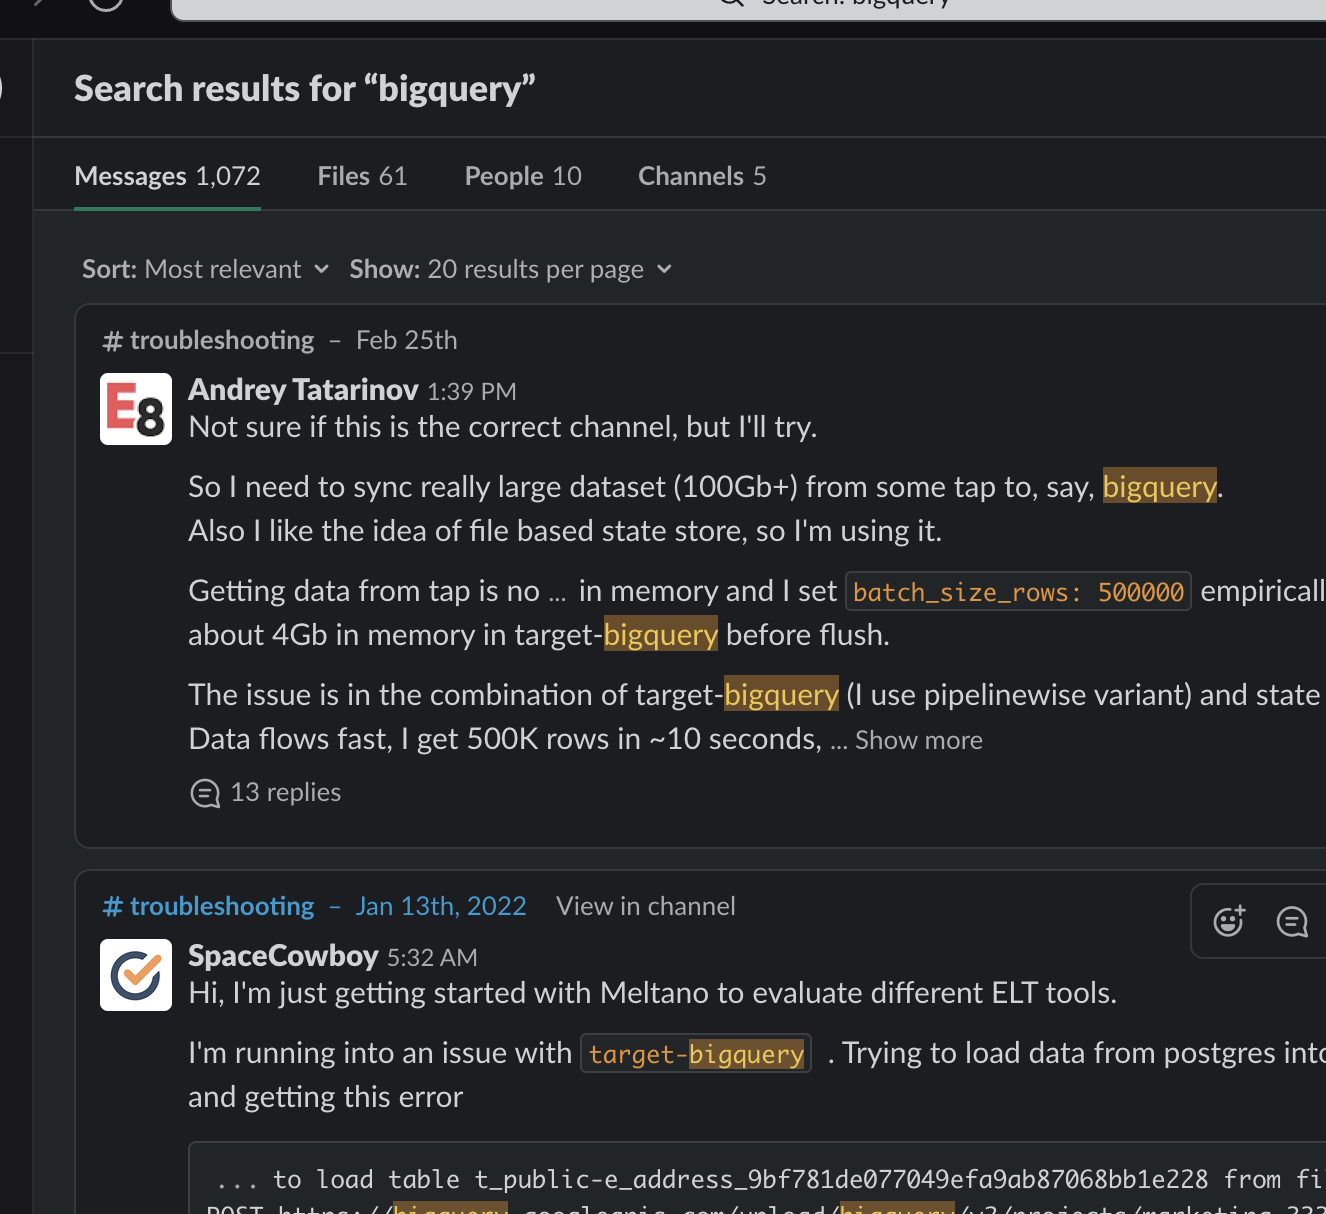 Search: bigquery
Search results for “bigquery”
Messages 1,072 Files 61 People 10 Channels 5
Sort: Most relevant Show: 20 results per page
# troubleshooting – Feb 25th
E8
Andrey Tatarinov 1:39 PM
Not sure if this is the correct channel, but I'll try.
So I need to sync really large dataset (100Gb+) from some tap to, say, bigquery.
Also I like the idea of file based state store, so I'm using it.
Getting data from tap is no ... in memory and I set batch_size_rows: 500000
about 4Gb in memory in target-bigquery before flush.
The issue is in the combination of target-bigquery (I use pipelinewise variant) and state
Data flows fast, I get 500K rows in ~10 seconds, ... Show more
13 replies
# troubleshooting – Jan 13th, 2022 View in channel
SpaceCowboy 5:32 AM
Hi, I'm just getting started with Meltano to evaluate different ELT tools.
I'm running into an issue with target-bigquery . Trying to load data from postgres into
and getting this error
... to load table t_public-e_address_9bf781de077049efa9ab87068bb1e228 from